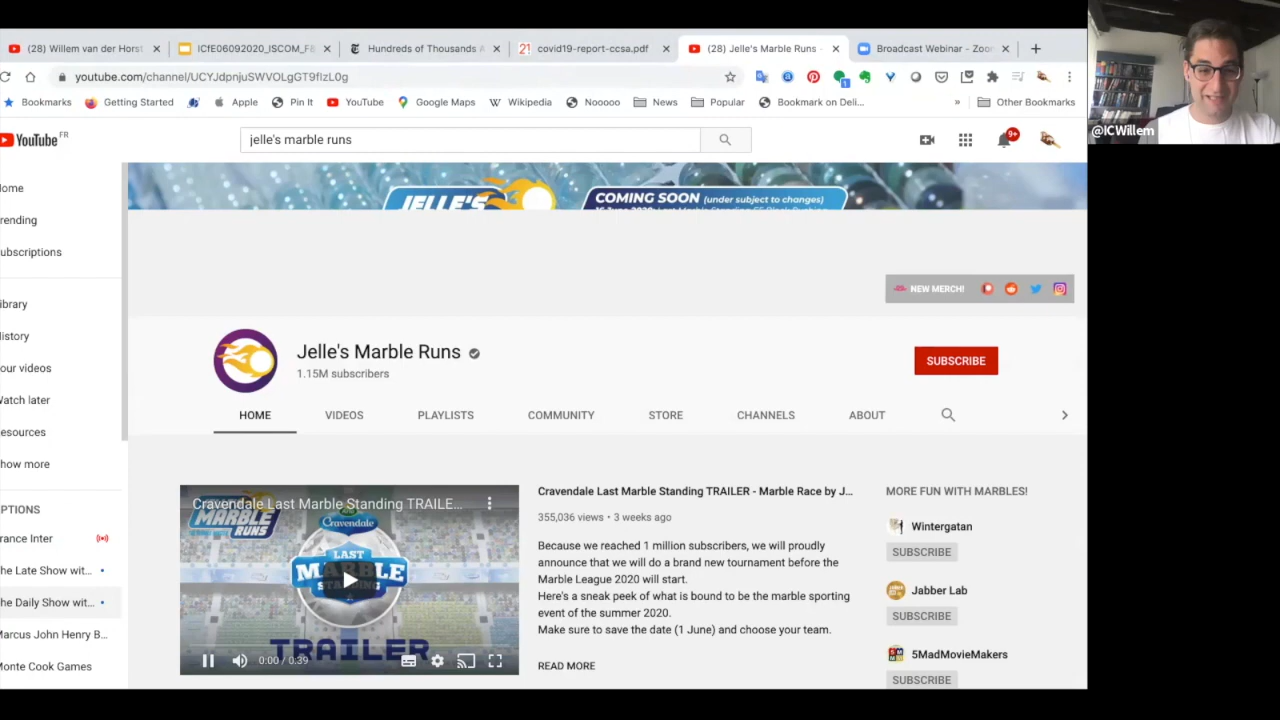 (28) Willem van der Horst
ICfE06092020_ISCOM_F
Hundreds of Thousands A
covid19-report-ccsa.pdf
(28) Jelle's Marble Runs -
Broadcast Webinar - Zoo
youtube.com/channel/UCYJdpnjuSWVOLgGT9fIzL0g
Bookmarks
Getting Started
Apple
Pin It
YouTube
Google Maps
Wikipedia
Nooooo
News
Popular
Bookmark on Deli...
»
Other Bookmarks
@ICWillem
YouTube FR
jelle's marble runs
9+
ome
rending
ubscriptions
ibrary
istory
our videos
Watch later
esources
how more
PTIONS
rance Inter
he Late Show wit...
he Daily Show wit...
Marcus John Henry B...
Monte Cook Games
JELLE'S
COMING SOON (under subject to changes)
NEW MERCH!
Jelle's Marble Runs
1.15M subscribers
SUBSCRIBE
HOME
VIDEOS
PLAYLISTS
COMMUNITY
STORE
CHANNELS
ABOUT
Cravendale Last Marble Standing TRAILE...
MARBLE RUNS
Cravendale
LAST
MARBLE
STANDING
TRAILER
0:00 / 0:39
Cravendale Last Marble Standing TRAILER - Marble Race by J...
355,036 views • 3 weeks ago
Because we reached 1 million subscribers, we will proudly
announce that we will do a brand new tournament before the
Marble League 2020 will start.
Here's a sneak peek of what is bound to be the marble sporting
event of the summer 2020.
Make sure to save the date (1 June) and choose your team.
READ MORE
MORE FUN WITH MARBLES!
Wintergatan
SUBSCRIBE
Jabber Lab
SUBSCRIBE
5MadMovieMakers
SUBSCRIBE